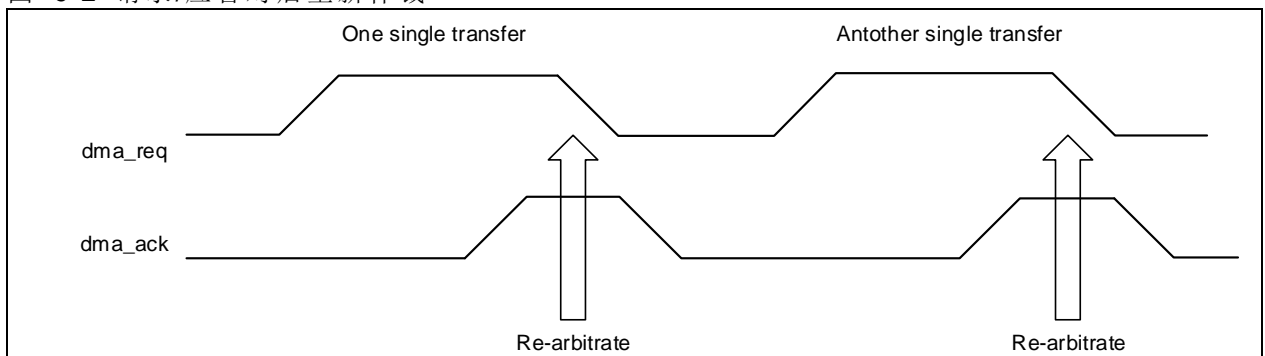 One single transfer
Antother single transfer
dma_req
dma_ack
Re-arbitrate
Re-arbitrate